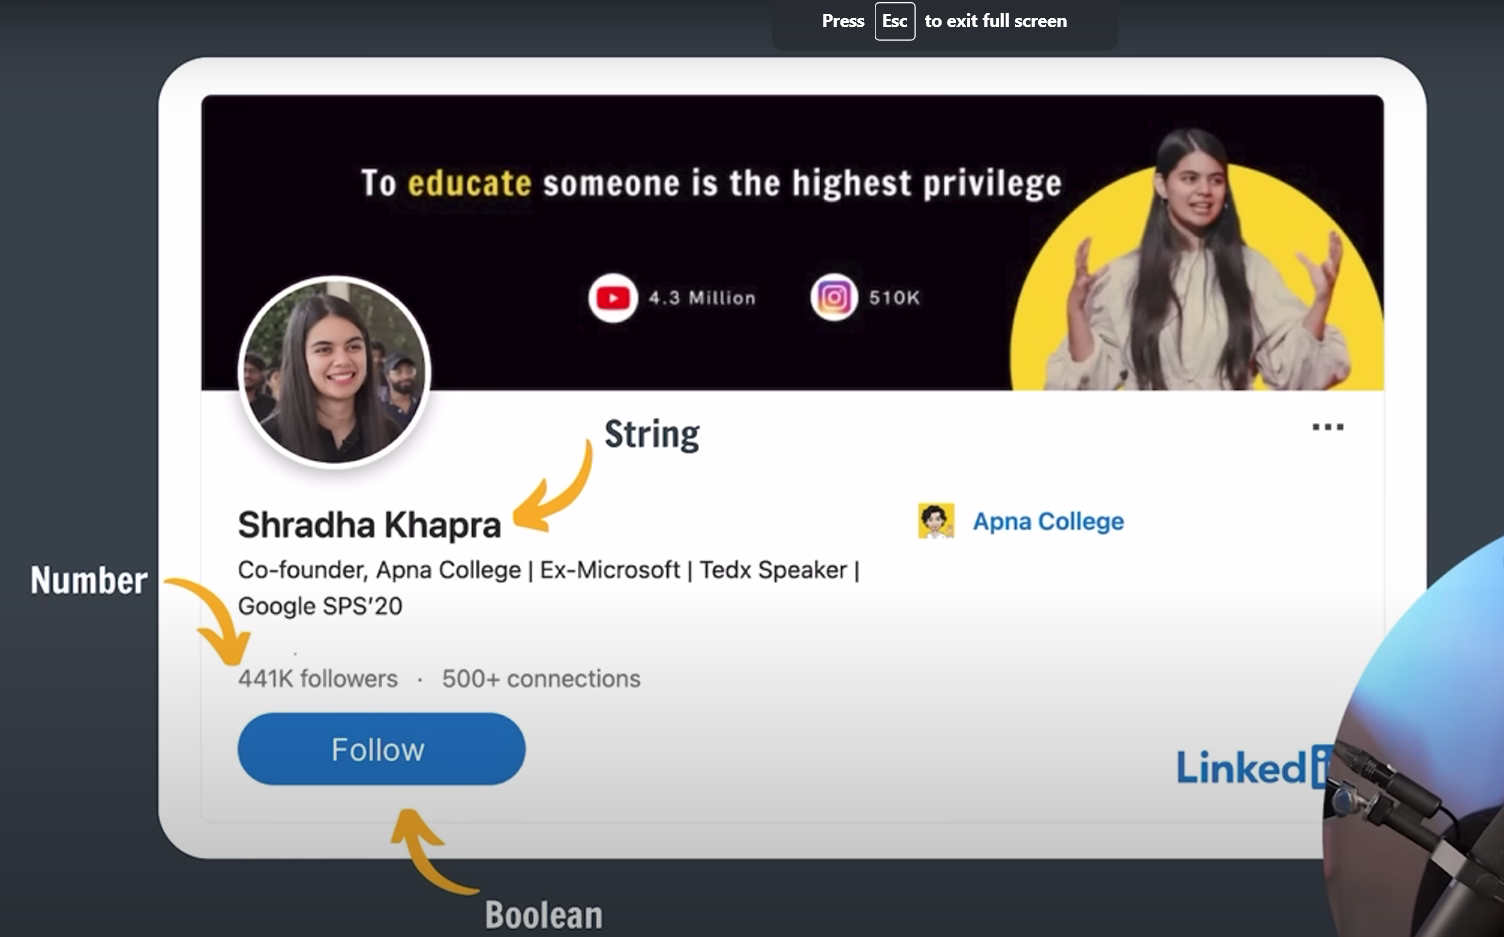 Press Esc to exit full screen
To educate someone is the highest privilege
4.3 Million
510K
String
Shradha Khapra
Apna College
Number
Co-founder, Apna College | Ex-Microsoft | Tedx Speaker |
Google SPS'20
441K followers · 500+ connections
Follow
Linked
Boolean